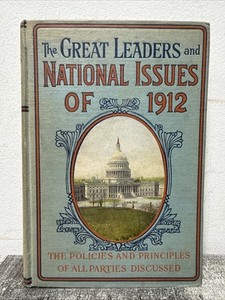 The GREAT LEADERS and
NATIONAL ISSUES
OF 1912
THE POLICIES AND PRINCIPLES
OF ALL PARTIES DISCUSSED